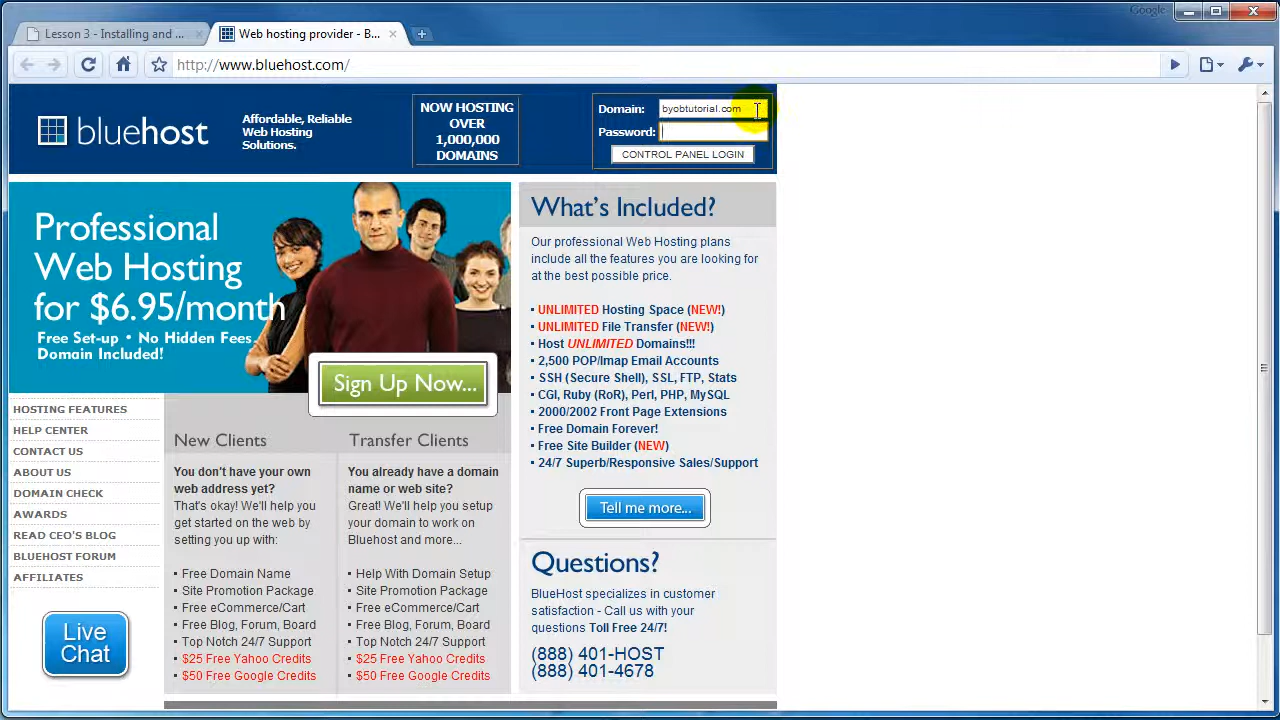 Google
Lesson 3 - Installing and ...
Web hosting provider - B...
http://www.bluehost.com/
bluehost
Affordable, Reliable
Web Hosting
Solutions.
NOW HOSTING
OVER
1,000,000
DOMAINS
Domain: byobtutorial.com
Password:
CONTROL PANEL LOGIN
Professional
Web Hosting
for $6.95/month
Free Set-up • No Hidden Fees
Domain Included!
Sign Up Now...
HOSTING FEATURES
HELP CENTER
CONTACT US
ABOUT US
DOMAIN CHECK
AWARDS
READ CEO'S BLOG
BLUEHOST FORUM
AFFILIATES
Live
Chat
New Clients
You don't have your own
web address yet?
That's okay! We'll help you
get started on the web by
setting you up with:
Free Domain Name
Site Promotion Package
Free eCommerce/Cart
Free Blog, Forum, Board
Top Notch 24/7 Support
$25 Free Yahoo Credits
$50 Free Google Credits
Transfer Clients
You already have a domain
name or web site?
Great! We'll help you setup
your domain to work on
Bluehost and more...
Help With Domain Setup
Site Promotion Package
Free eCommerce/Cart
Free Blog, Forum, Board
Top Notch 24/7 Support
$25 Free Yahoo Credits
$50 Free Google Credits
What's Included?
Our professional Web Hosting plans
include all the features you are looking for
at the best possible price.
UNLIMITED Hosting Space (NEW!)
UNLIMITED File Transfer (NEW!)
Host UNLIMITED Domains!!!
2,500 POP/Imap Email Accounts
SSH (Secure Shell), SSL, FTP, Stats
CGI, Ruby (RoR), Perl, PHP, MySQL
2000/2002 Front Page Extensions
Free Domain Forever!
Free Site Builder (NEW)
24/7 Superb/Responsive Sales/Support
Tell me more...
Questions?
BlueHost specializes in customer
satisfaction - Call us with your
questions Toll Free 24/7!
(888) 401-HOST
(888) 401-4678